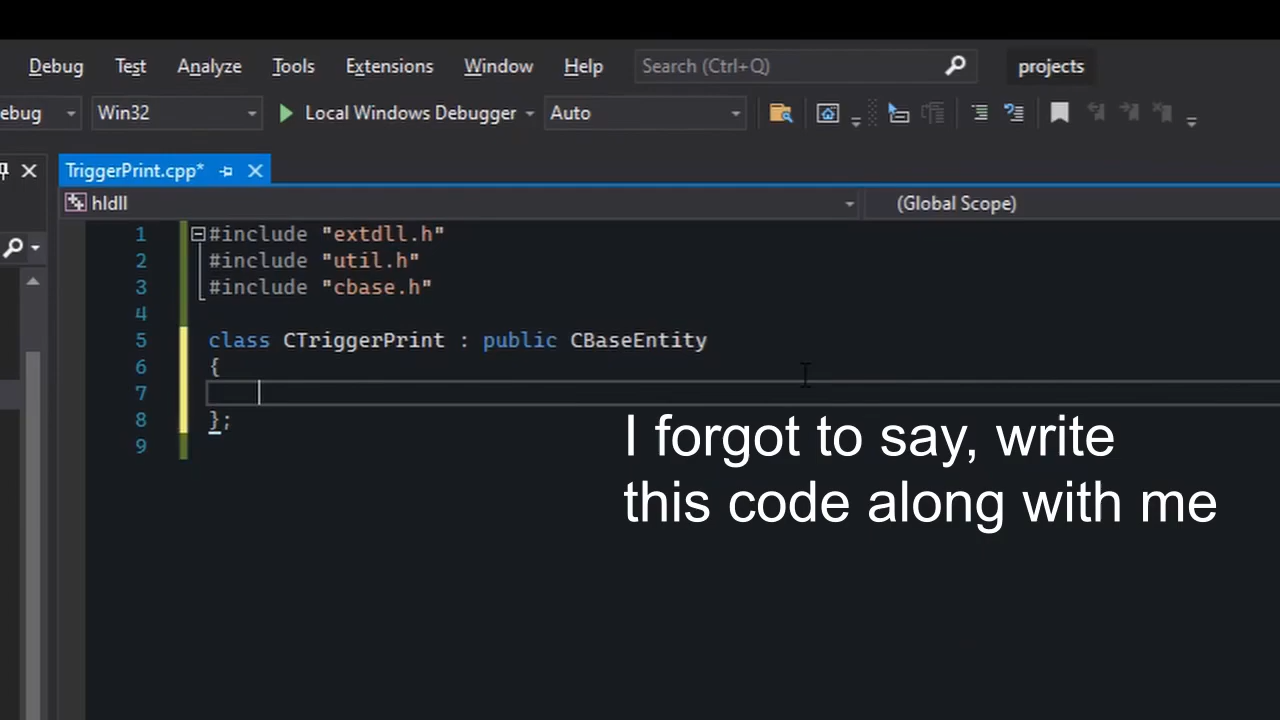 Debug Test Analyze Tools Extensions Window Help Search (Ctrl+Q) projects
ebug Win32 Local Windows Debugger Auto
TriggerPrint.cpp*
hldll (Global Scope)
1 #include "extdll.h"
2 #include "util.h"
3 #include "cbase.h"
4
5 class CTriggerPrint : public CBaseEntity
6 {
7
8 };
9
I forgot to say, write
this code along with me